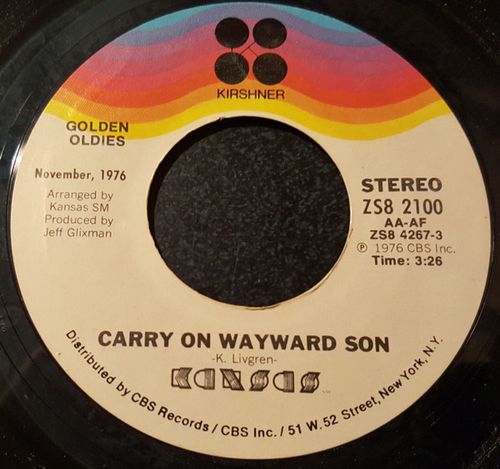 KIRSHNER
GOLDEN
OLDIES
November, 1976
Arranged by
Kansas SM
Produced by
Jeff Glixman
STEREO
ZS8 2100
AA-AF
ZS8 4267-3
Ⓟ 1976 CBS Inc.
Time: 3:26
CARRY ON WAYWARD SON
-K. Livgren-
KANSAS
Distributed by CBS Records / CBS Inc. / 51 W. 52 Street, New York, N.Y.